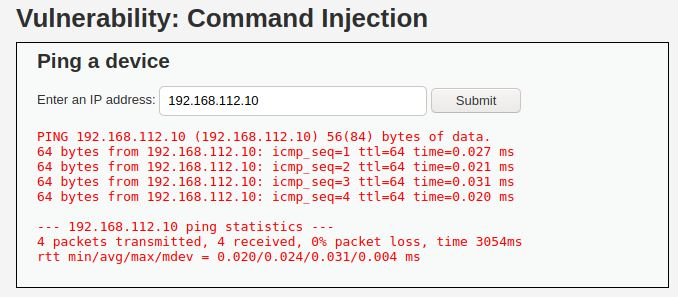 Vulnerability: Command Injection
Ping a device
Enter an IP address: 192.168.112.10 Submit
PING 192.168.112.10 (192.168.112.10) 56(84) bytes of data.
64 bytes from 192.168.112.10: icmp_seq=1 ttl=64 time=0.027 ms
64 bytes from 192.168.112.10: icmp_seq=2 ttl=64 time=0.021 ms
64 bytes from 192.168.112.10: icmp_seq=3 ttl=64 time=0.031 ms
64 bytes from 192.168.112.10: icmp_seq=4 ttl=64 time=0.020 ms
--- 192.168.112.10 ping statistics ---
4 packets transmitted, 4 received, 0% packet loss, time 3054ms
rtt min/avg/max/mdev = 0.020/0.024/0.031/0.004 ms